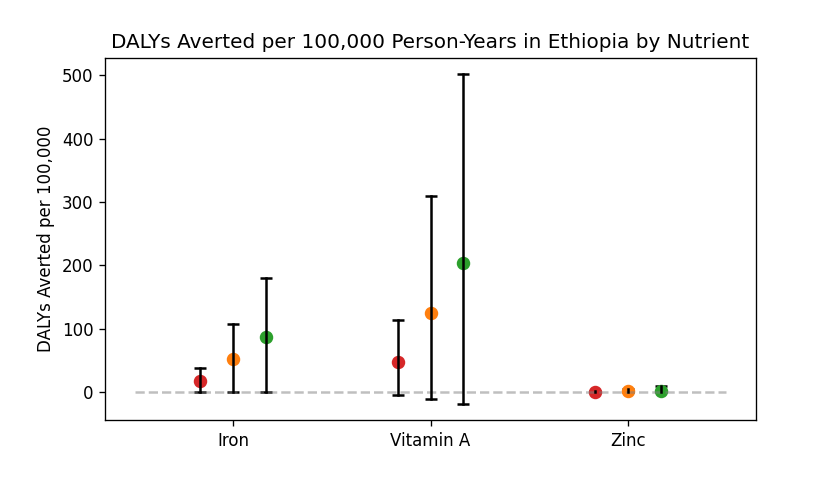 DALYs Averted per 100,000 Person-Years in Ethiopia by Nutrient
DALYs Averted per 100,000
500
400
300
200
100
0
Iron
Vitamin A
Zinc